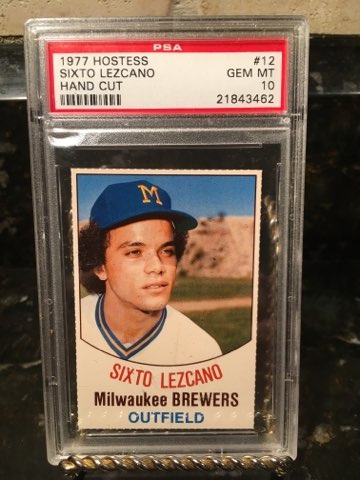 PSA
1977 HOSTESS #12
SIXTO LEZCANO GEM MT
HAND CUT 10
21843462
M
SIXTO LEZCANO
Milwaukee BREWERS
OUTFIELD